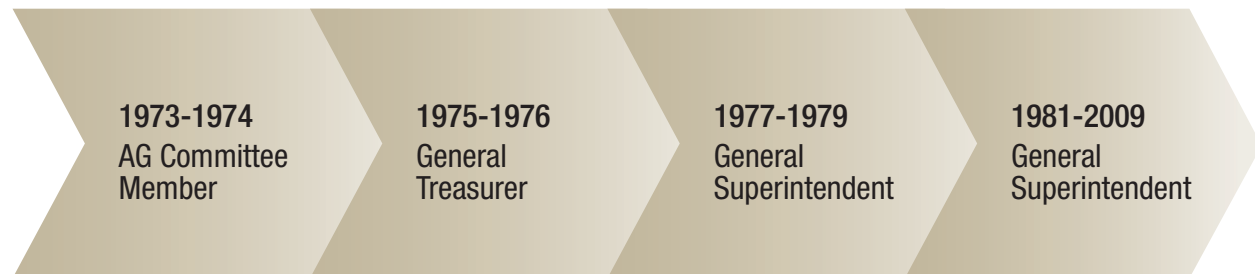 1973-1974
AG Committee
Member
1975-1976
General
Treasurer
1977-1979
General
Superintendent
1981-2009
General
Superintendent